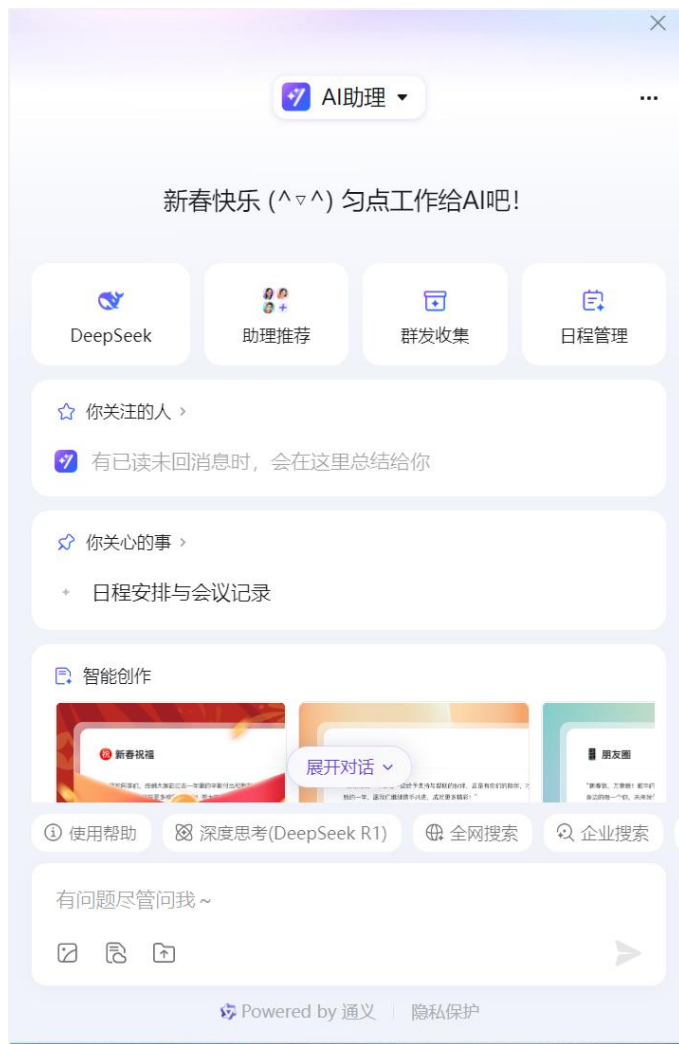 AI助理
新春快乐 (^▿^) 匀点工作给AI吧!
DeepSeek
助理推荐
群发收集
日程管理
你关注的人 >
有已读未回消息时，会在这里总结给你
你关心的事 >
日程安排与会议记录
智能创作
祝 新春祝福
朋友圈
展开对话
使用帮助
深度思考(DeepSeek R1)
全网搜索
企业搜索
有问题尽管问我~
Powered by 通义
隐私保护